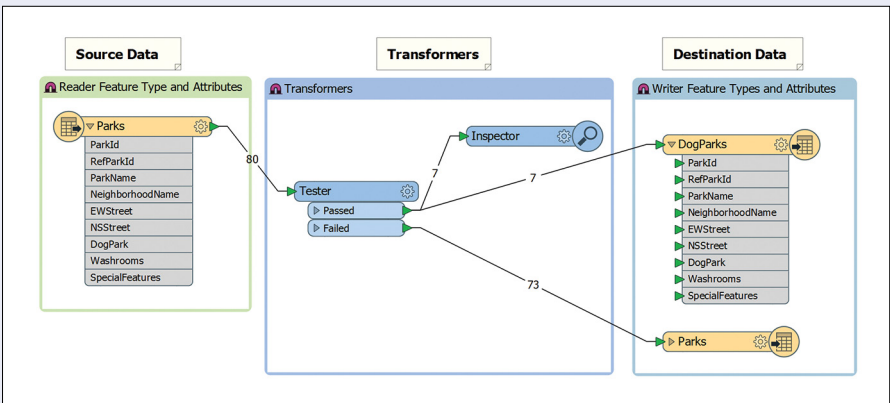 Source Data
Transformers
Destination Data
Reader Feature Type and Attributes
Parks
ParkId
RefParkId
ParkName
NeighborhoodName
EWStreet
NSStreet
DogPark
Washrooms
SpecialFeatures
80
Transformers
Tester
Passed
Failed
Inspector
7
7
73
Writer Feature Types and Attributes
DogParks
ParkId
RefParkId
ParkName
NeighborhoodName
EWStreet
NSStreet
DogPark
Washrooms
SpecialFeatures
Parks